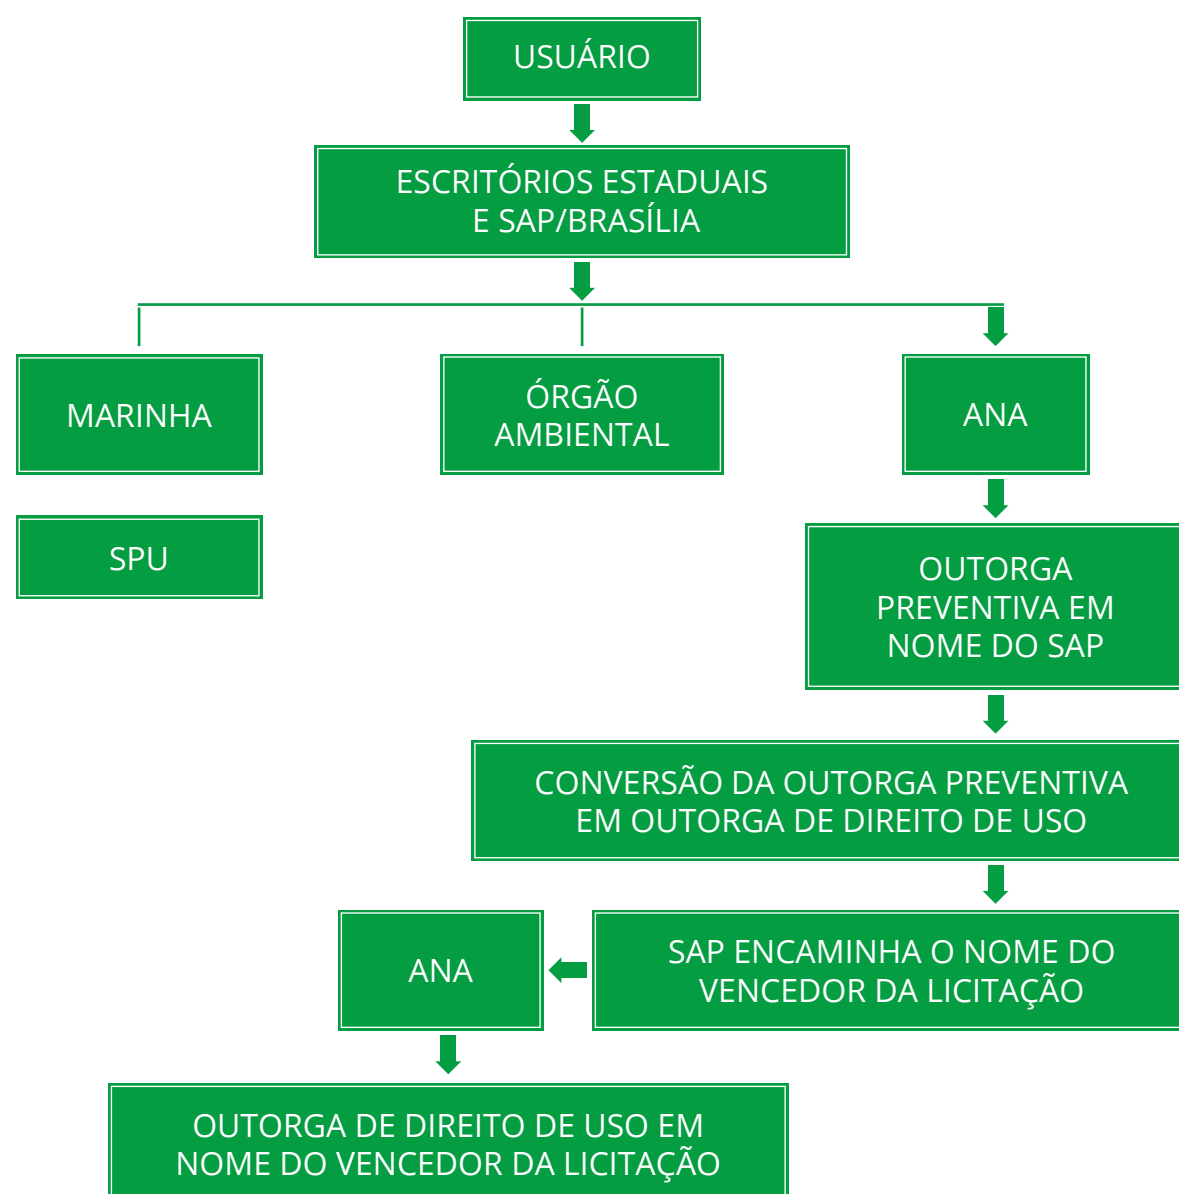 USUÁRIO
ESCRITÓRIOS ESTADUAIS
E SAP/BRASÍLIA
MARINHA
ÓRGÃO
AMBIENTAL
ANA
SPU
OUTORGA
PREVENTIVA EM
NOME DO SAP
CONVERSÃO DA OUTORGA PREVENTIVA
EM OUTORGA DE DIREITO DE USO
ANA
SAP ENCAMINHA O NOME DO
VENCEDOR DA LICITAÇÃO
OUTORGA DE DIREITO DE USO EM
NOME DO VENCEDOR DA LICITAÇÃO